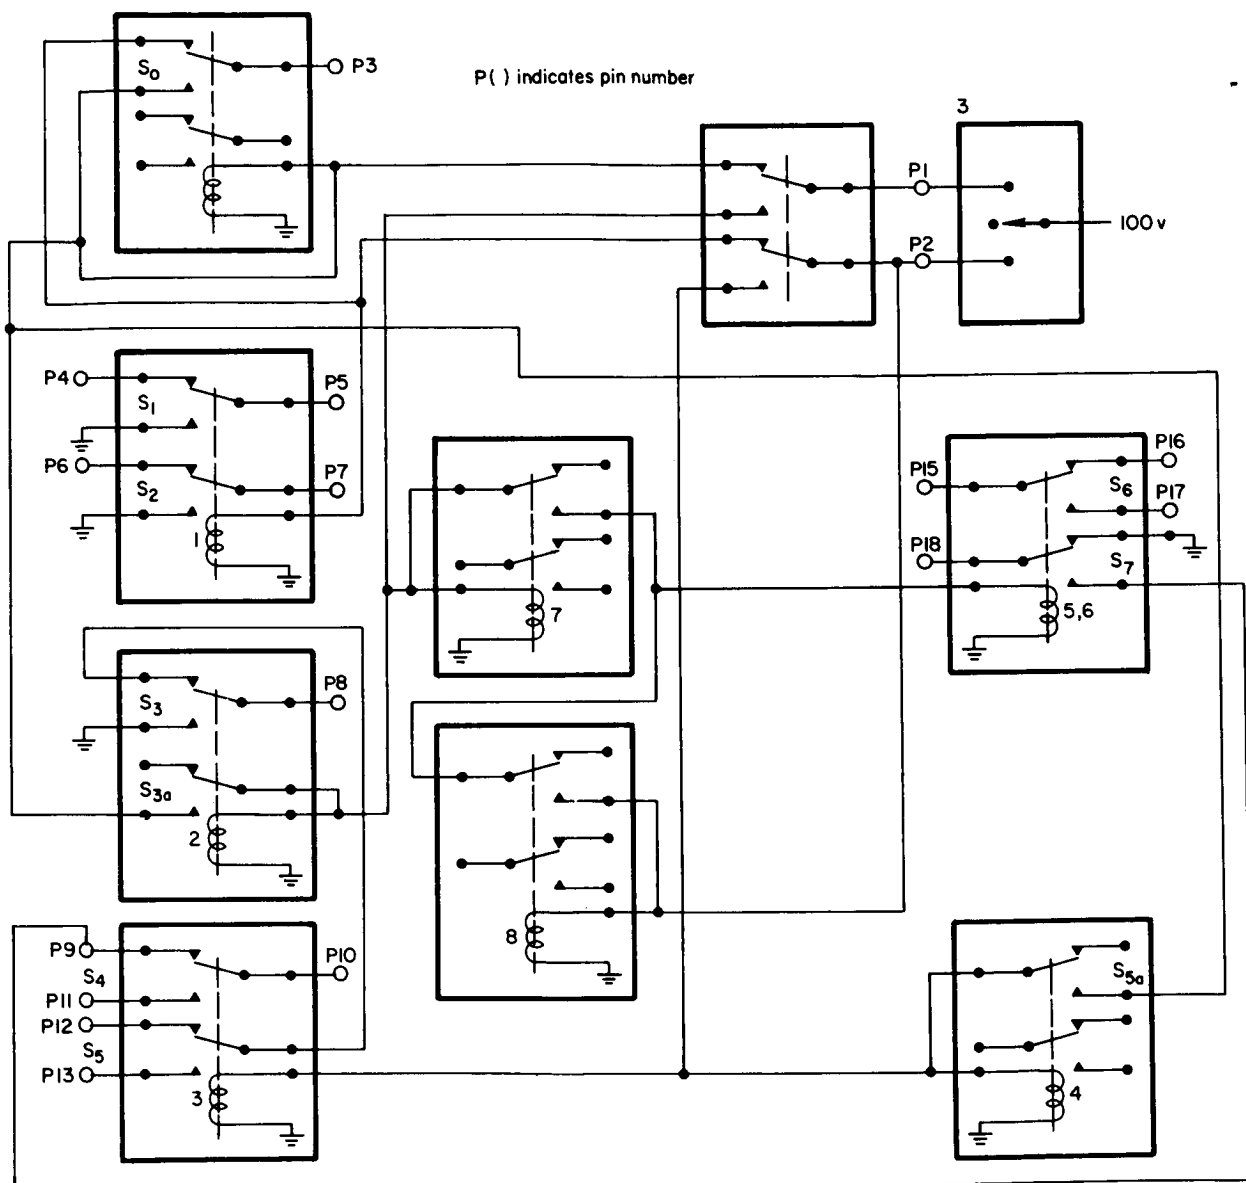 P3
S0
P( ) indicates pin number
3
P1
100 v
P2
P4
P5
S1
P6
P7
S2
1
P16
P15
S6
P17
P18
S7
7
5,6
P8
S3
S3a
2
8
P9
P10
S4
S5a
P11
P12
S5
P13
3
4